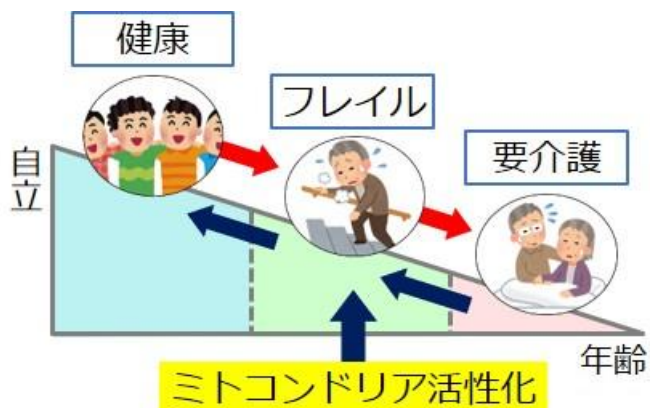 健康
フレイル
要介護
自立
年齢
ミトコンドリア活性化